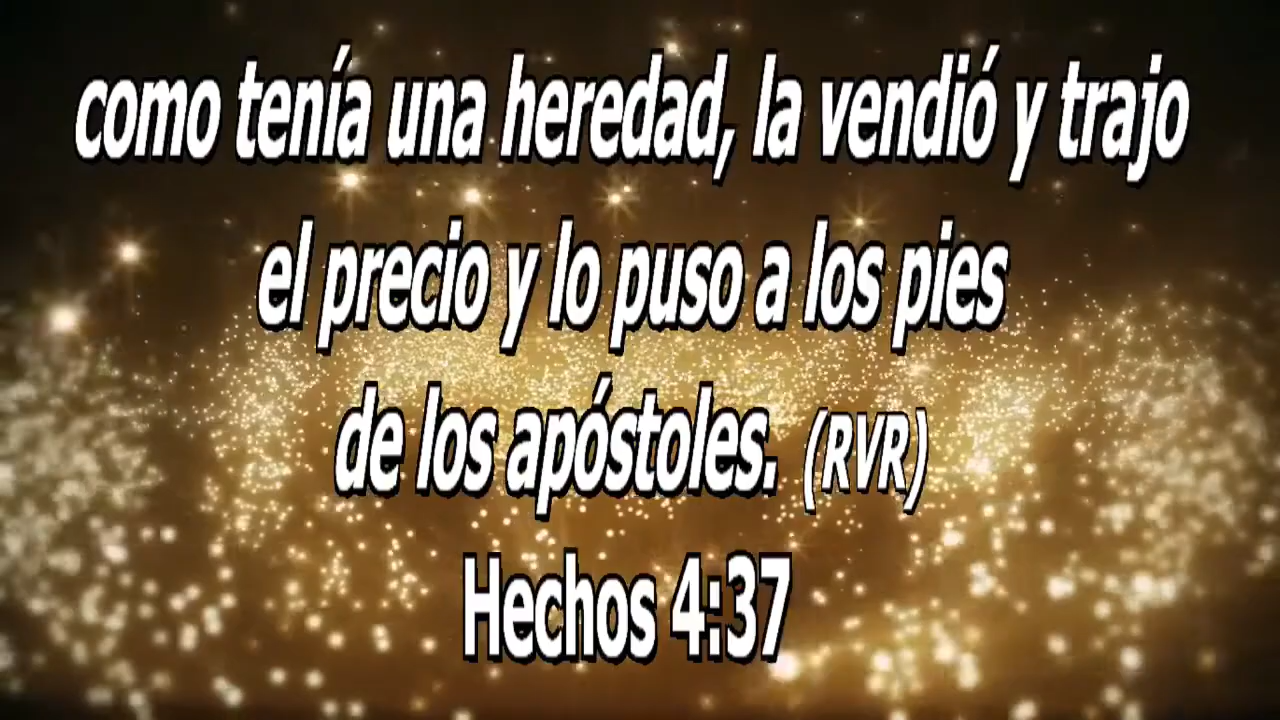 como tenía una heredad, la vendió y trajo
el precio y lo puso a los pies
de los apóstoles. (RVR)
Hechos 4:37